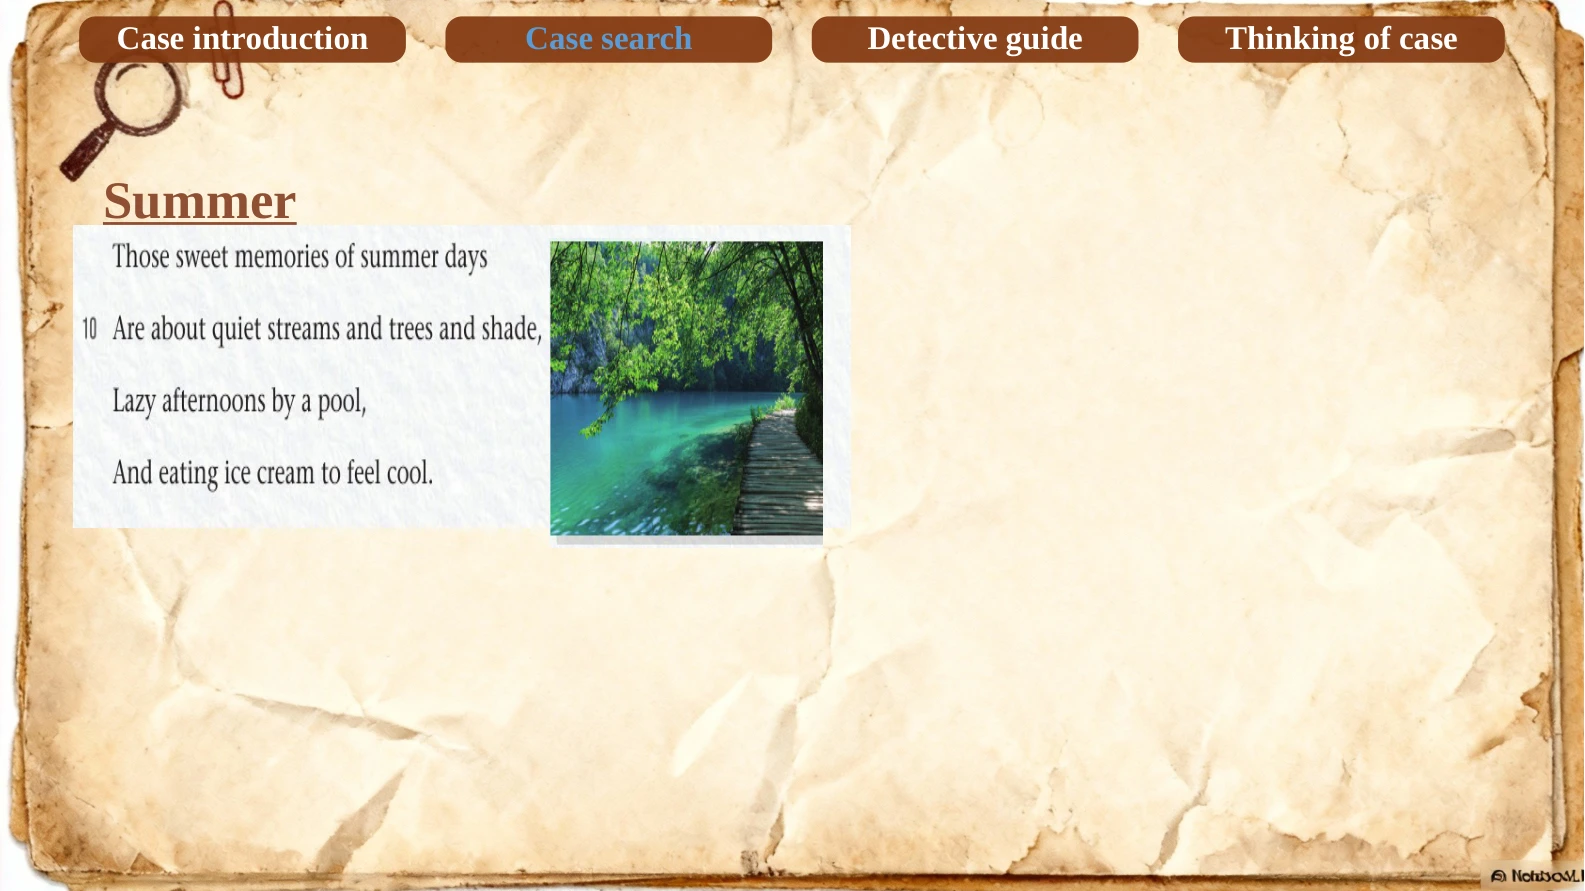 Case introduction
Case search
Detective guide
Thinking of case
Summer
Those sweet memories of summer days
10 Are about quiet streams and trees and shade,
Lazy afternoons by a pool,
And eating ice cream to feel cool.